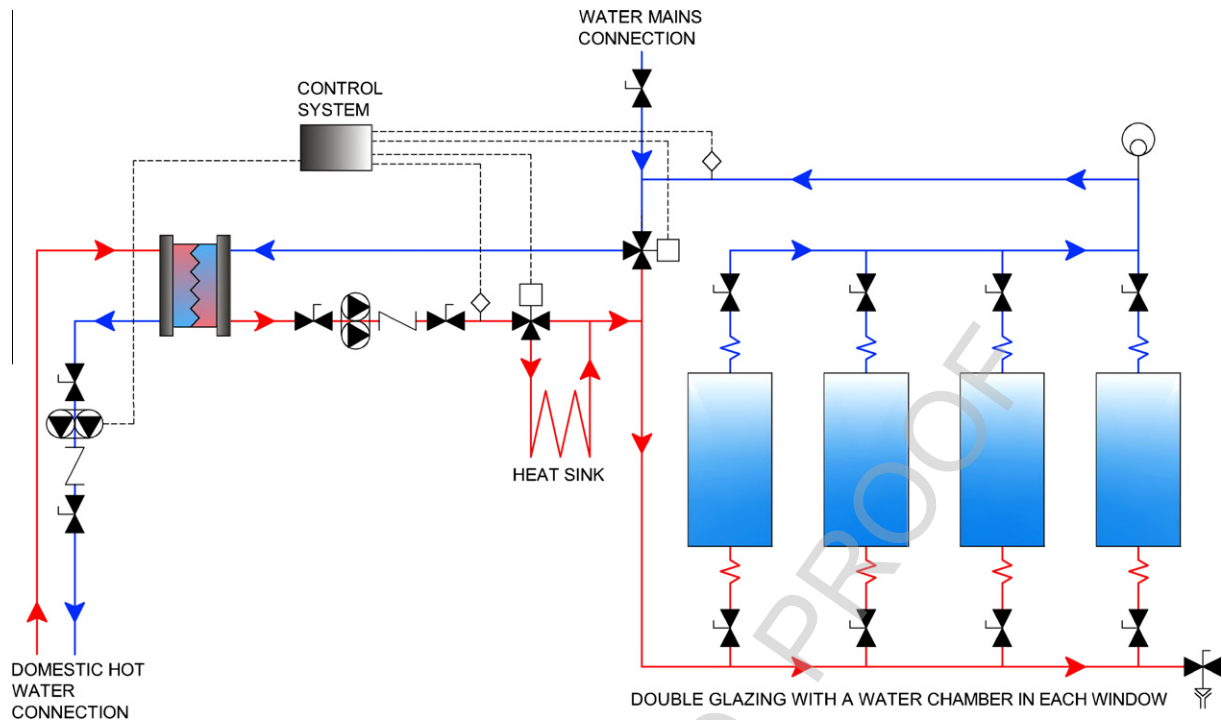 WATER MAINS
CONNECTION
CONTROL
SYSTEM
HEAT SINK
DOMESTIC HOT
WATER
CONNECTION
DOUBLE GLAZING WITH A WATER CHAMBER IN EACH WINDOW
PROOF